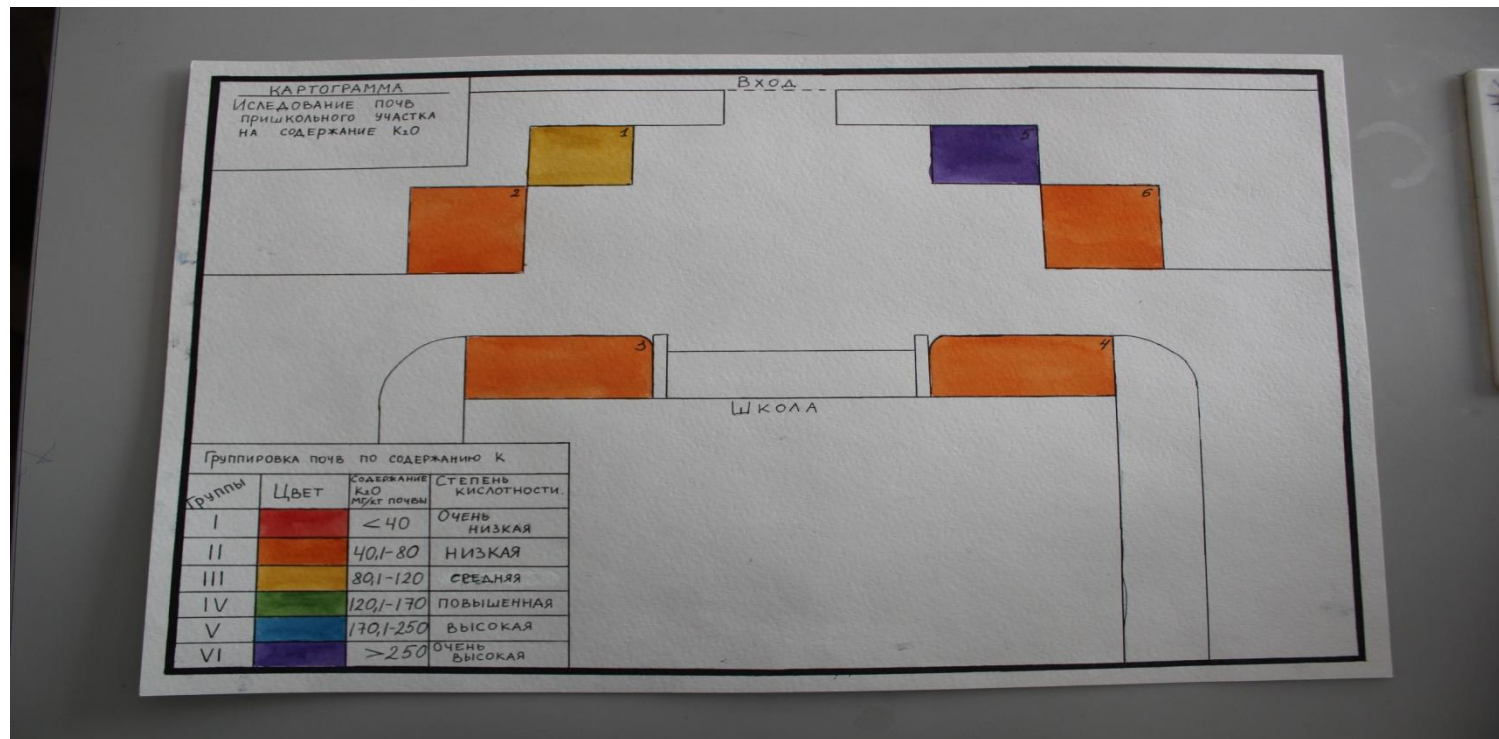 КАРТОГРАММА
ИСЛЕДОВАНИЕ ПОЧВ
ПРИШКОЛЬНОГО УЧАСТКА
НА СОДЕРЖАНИЕ K₂O
ВХОД
1
5
2
6
3
4
ШКОЛА
ГРУППИРОВКА ПОЧВ ПО СОДЕРЖАНИЮ К
ГРУППЫ
ЦВЕТ
СОДЕРЖАНИЕ
K₂O
МГ/КГ ПОЧВЫ
СТЕПЕНЬ
КИСЛОТНОСТИ.
I <40 ОЧЕНЬ
НИЗКАЯ
II 40,1-80 НИЗКАЯ
III 80,1-120 СРЕДНЯЯ
IV 120,1-170 ПОВЫШЕННАЯ
V 170,1-250 ВЫСОКАЯ
VI >250 ОЧЕНЬ
ВЫСОКАЯ